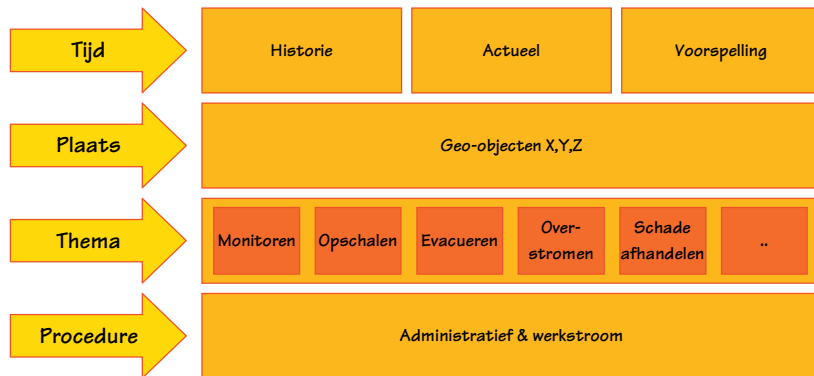 Tijd
Historie
Actueel
Voorspelling
Plaats
Geo-objecten X,Y,Z
Thema
Monitoren
Opschalen
Evacueren
Over-
stromen
Schade
afhandelen
..
Procedure
Administratief & werkstroom